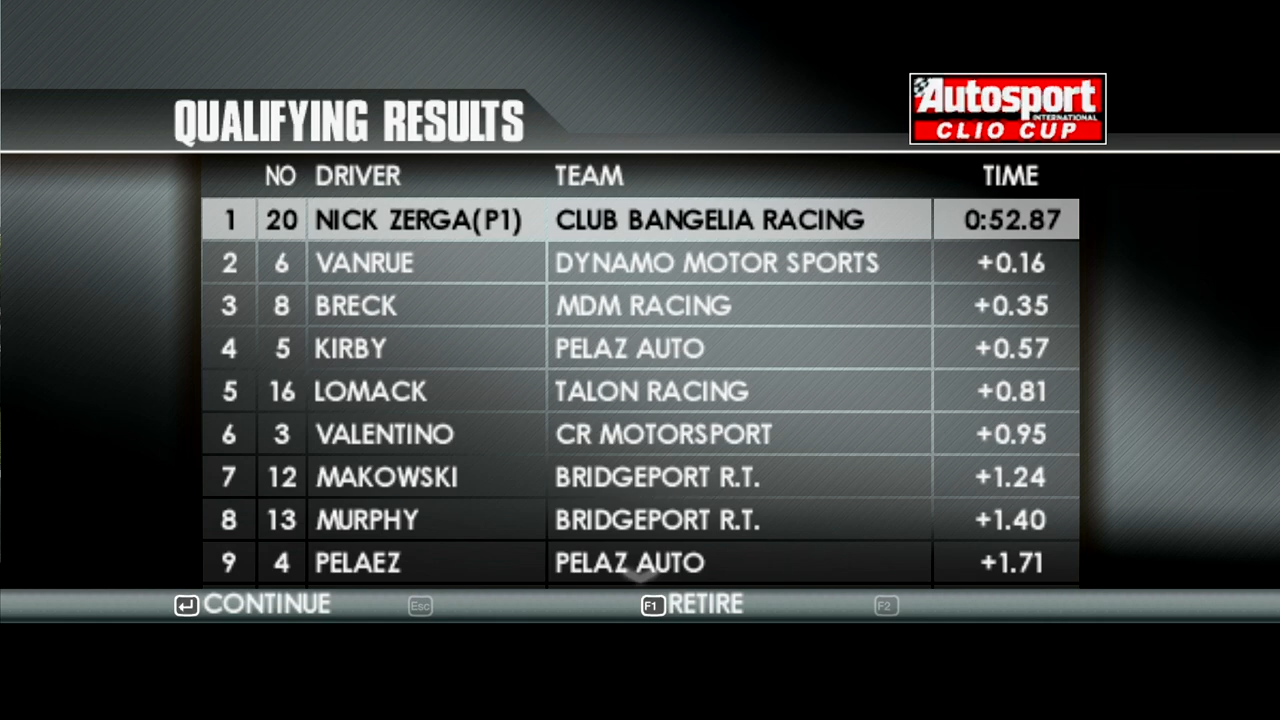 QUALIFYING RESULTS
Autosport
INTERNATIONAL
CLIO CUP
NO DRIVER TEAM TIME
1 20 NICK ZERGA(P1) CLUB BANGELIA RACING 0:52.87
2 6 VANRUE DYNAMO MOTOR SPORTS +0.16
3 8 BRECK MDM RACING +0.35
4 5 KIRBY PELAZ AUTO +0.57
5 16 LOMACK TALON RACING +0.81
6 3 VALENTINO CR MOTORSPORT +0.95
7 12 MAKOWSKI BRIDGEPORT R.T. +1.24
8 13 MURPHY BRIDGEPORT R.T. +1.40
9 4 PELAEZ PELAZ AUTO +1.71
CONTINUE Esc F1 RETIRE F2